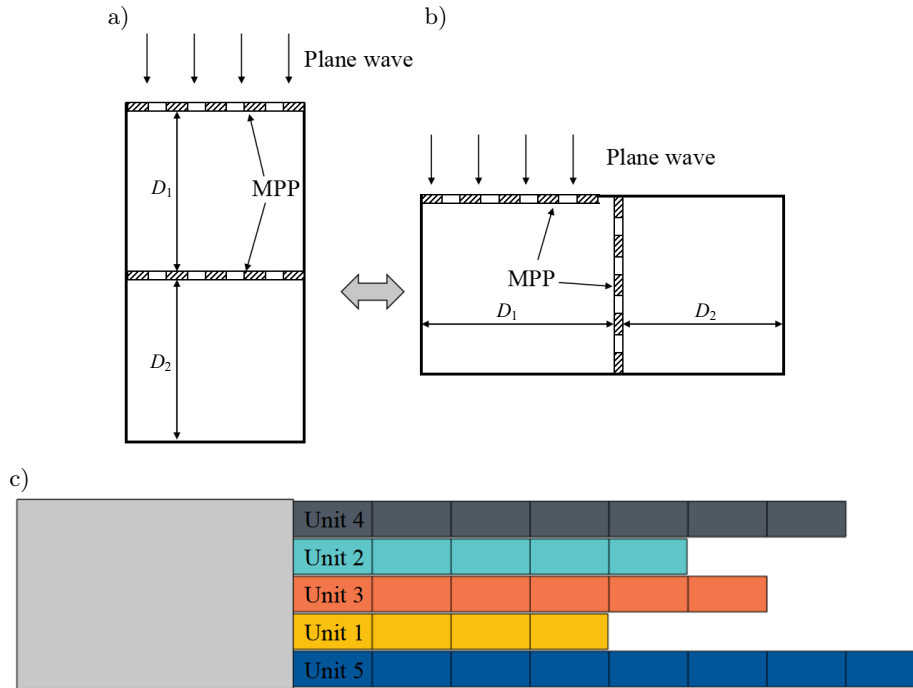 a)
Plane wave
D1
MPP
D2
b)
Plane wave
MPP
D1
D2
c)
Unit 4
Unit 2
Unit 3
Unit 1
Unit 5